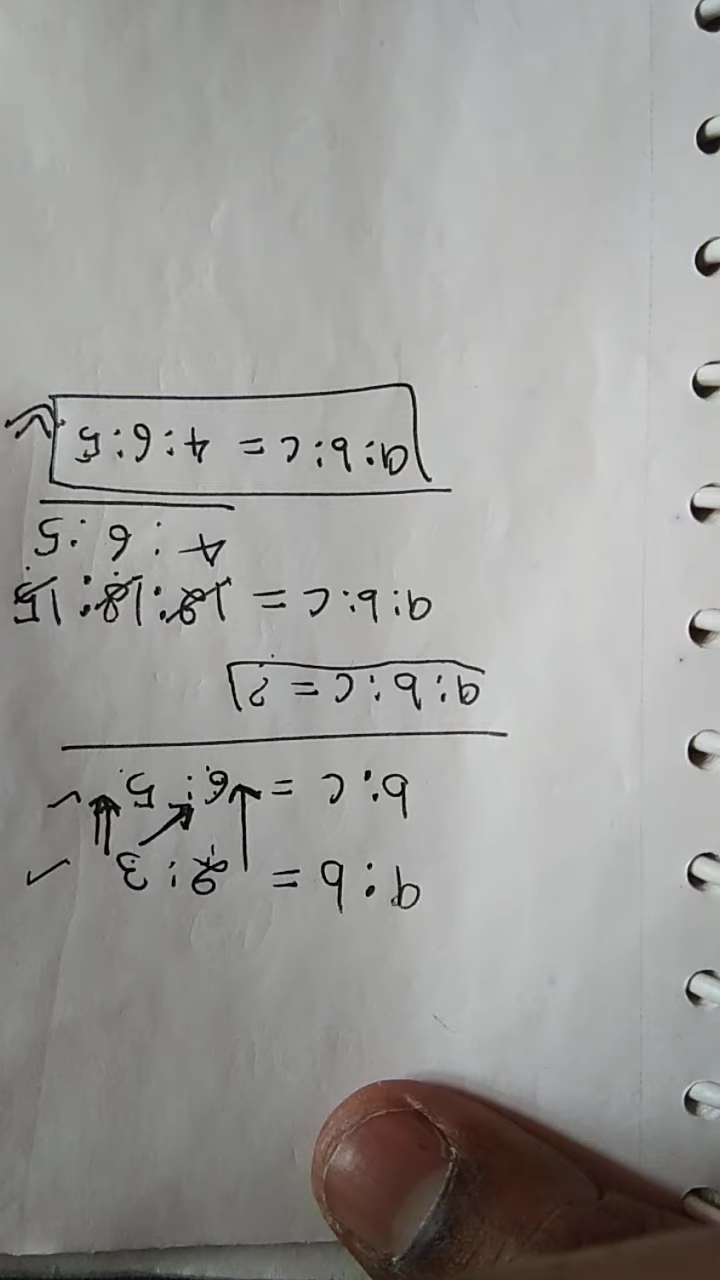 a:b = 2:3
b:c = 6:5
a:b:c = ?
a:b:c = 12:18:15
4:6:5
a:b:c = 4:6:5